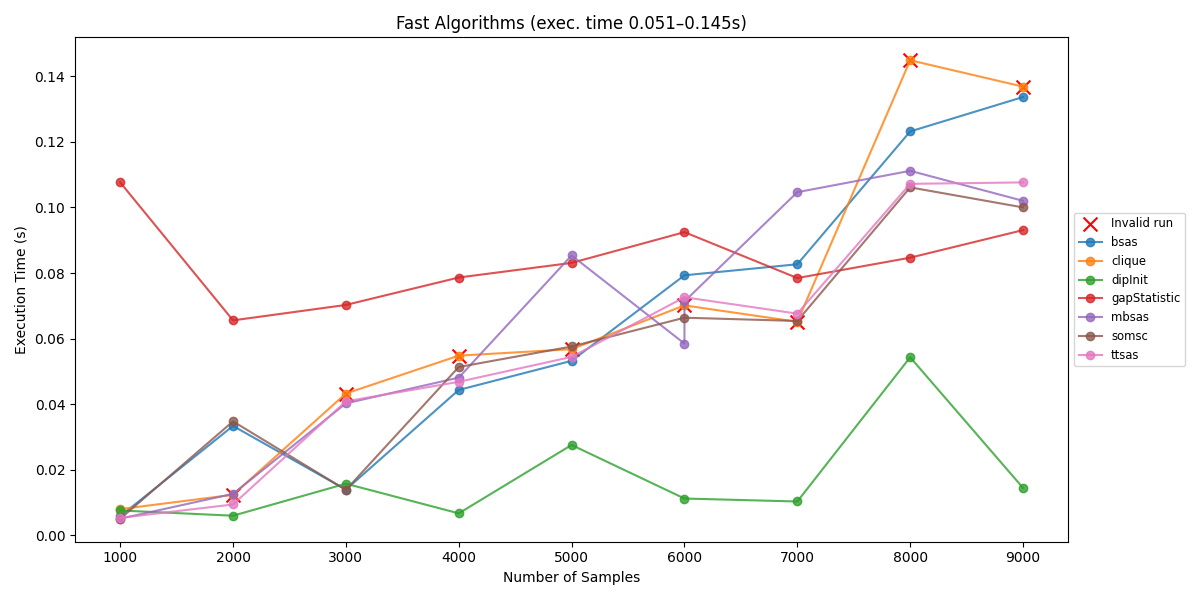 Fast Algorithms (exec. time 0.051–0.145s)
Execution Time (s)
0.14
0.12
0.10
0.08
0.06
0.04
0.02
0.00
1000 2000 3000 4000 5000 6000 7000 8000 9000
Number of Samples
Invalid run
bsas
clique
dipInit
gapStatistic
mbsas
somsc
ttsas